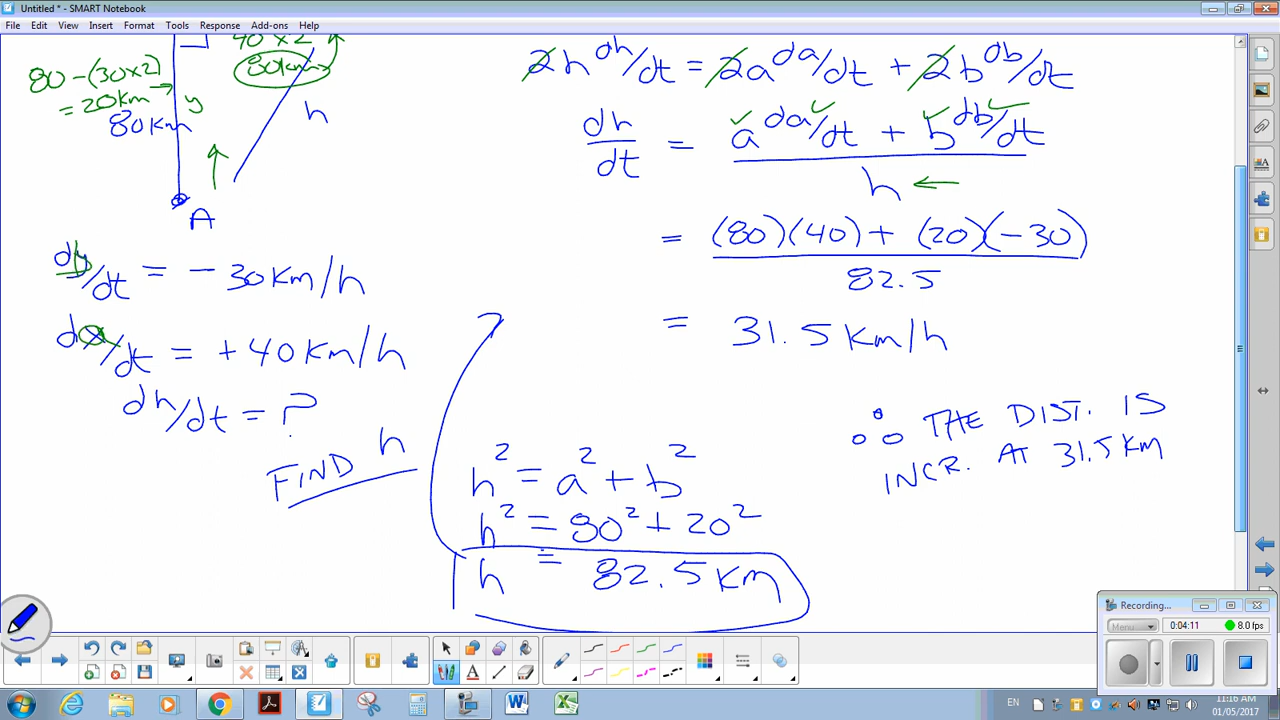 Untitled * - SMART Notebook
File Edit View Insert Format Tools Response Add-ons Help
40 x 2
80km
80 - (30x2)
= 20km
y
80km
h
A
dy/dt = -30km/h
dx/dt = +40km/h
dh/dt = ?
FIND h
2h dh/dt = 2a da/dt + 2b db/dt
dh/dt = a da/dt + b db/dt
h
= (80)(40) + (20)(-30)
82.5
= 31.5 km/h
h² = a² + b²
h² = 80² + 20²
h = 82.5 km
∴ THE DIST. IS
INCR. AT 31.5 KM
Recording...
Menu
0:04:11
8.0 fps
EN
11:16 AM
01/05/2017